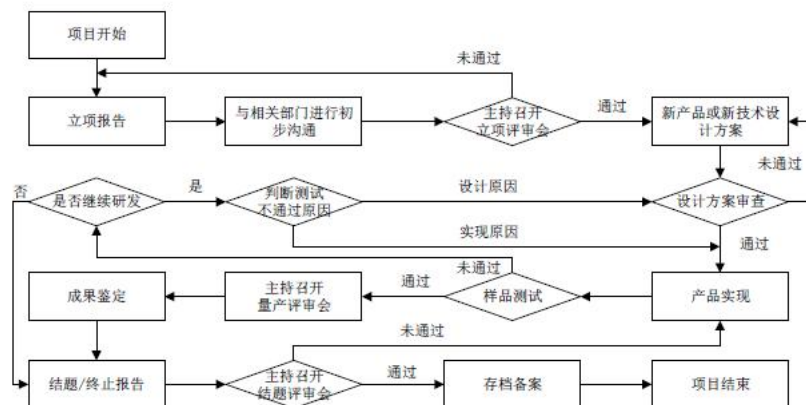 项目开始
未通过
立项报告
与相关部门进行初
步沟通
主持召开
立项评审会
通过
新产品或新技术设
计方案
未通过
否
是否继续研发
是
判断测试
不通过原因
设计原因
设计方案审查
实现原因
通过
未通过
成果鉴定
主持召开
量产评审会
通过
样品测试
产品实现
未通过
结题/终止报告
主持召开
结题评审会
通过
存档备案
项目结束